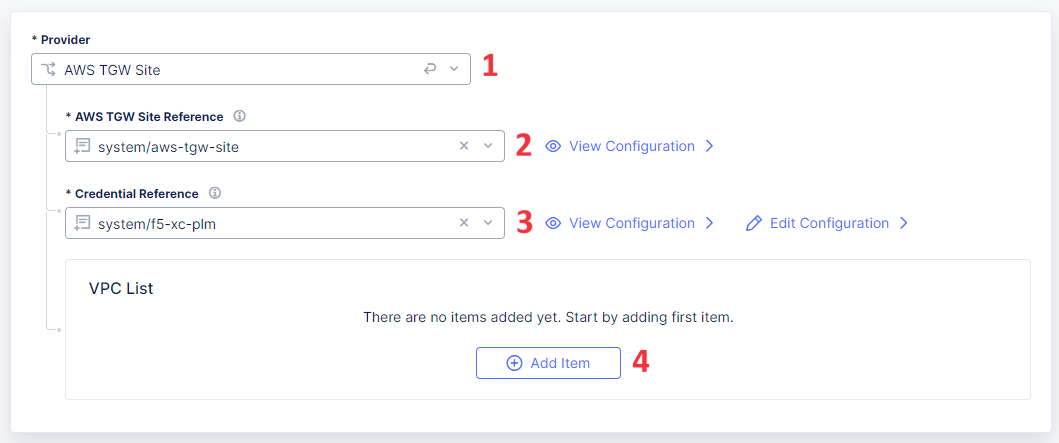 * Provider
AWS TGW Site 1
* AWS TGW Site Reference
system/aws-tgw-site 2 View Configuration
* Credential Reference
system/f5-xc-plm 3 View Configuration Edit Configuration
VPC List
There are no items added yet. Start by adding first item.
Add Item 4